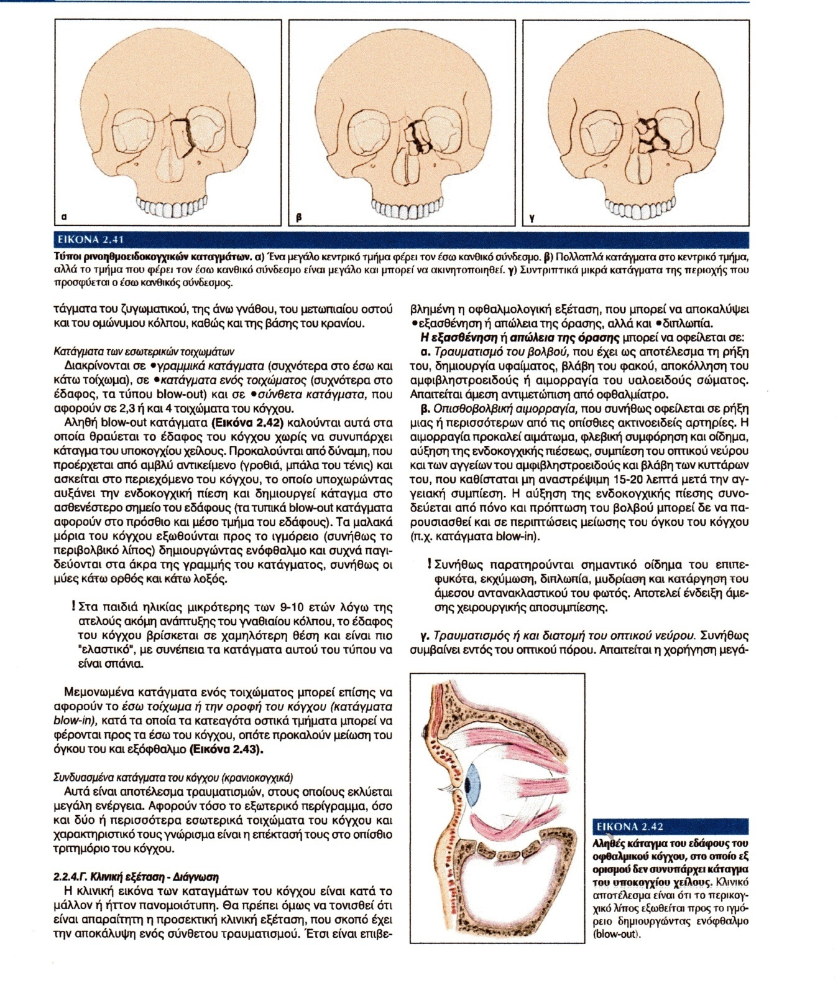 α
β
γ
ΕΙΚΟΝΑ 2.41
Τύποι ρινοηθμοειδοκογχικών καταγμάτων. α) Ένα μεγάλο κεντρικό τμήμα φέρει τον έσω κανθικό σύνδεσμο. β) Πολλαπλά κατάγματα στο κεντρικό τμήμα,
αλλά το τμήμα που φέρει τον έσω κανθικό σύνδεσμο είναι μεγάλο και μπορεί να ακινητοποιηθεί. γ) Συντριπτικά μικρά κατάγματα της περιοχής που
προσφύεται ο έσω κανθικός σύνδεσμος.
τάγματα του ζυγωματικού, της άνω γνάθου, του μετωπιαίου οστού
και του ομώνυμου κόλπου, καθώς και της βάσης του κρανίου.
Κατάγματα των εσωτερικών τοιχωμάτων
Διακρίνονται σε •γραμμικά κατάγματα (συχνότερα στο έσω και
κάτω τοίχωμα), σε •κατάγματα ενός τοιχώματος (συχνότερα στο
έδαφος, τα τύπου blow-out) και σε •σύνθετα κατάγματα, που
αφορούν σε 2,3 ή και 4 τοιχώματα του κόγχου.
Αληθή blow-out κατάγματα (Εικόνα 2.42) καλούνται αυτά στα
οποία θραύεται το έδαφος του κόγχου χωρίς να συνυπάρχει
κάταγμα του υποκογχίου χείλους. Προκαλούνται από δύναμη, που
προέρχεται από αμβλύ αντικείμενο (γροθιά, μπάλα του τένις) και
ασκείται στο περιεχόμενο του κόγχου, το οποίο υποχωρώντας
αυξάνει την ενδοκογχική πίεση και δημιουργεί κάταγμα στο
ασθενέστερο σημείο του εδάφους (τα τυπικά blow-out κατάγματα
αφορούν στο πρόσθιο και μέσο τμήμα του εδάφους). Τα μαλακά
μόρια του κόγχου εξωθούνται προς το ιγμόρειο (συνήθως το
περιβολβικό λίπος) δημιουργώντας ενόφθαλμο και συχνά παγι-
δεύονται στα άκρα της γραμμής του κατάγματος, συνήθως οι
μύες κάτω ορθός και κάτω λοξός.
! Στα παιδιά ηλικίας μικρότερης των 9-10 ετών λόγω της
ατελούς ακόμη ανάπτυξης του γναθιαίου κόλπου, το έδαφος
του κόγχου βρίσκεται σε χαμηλότερη θέση και είναι πιο
"ελαστικό", με συνέπεια τα κατάγματα αυτού του τύπου να
είναι σπάνια.
Μεμονωμένα κατάγματα ενός τοιχώματος μπορεί επίσης να
αφορούν το έσω τοίχωμα ή την οροφή του κόγχου (κατάγματα
blow-in), κατά τα οποία τα κατεαγότα οστικά τμήματα μπορεί να
φέρονται προς τα έσω του κόγχου, οπότε προκαλούν μείωση του
όγκου του και εξόφθαλμο (Εικόνα 2.43).
Συνδυασμένα κατάγματα του κόγχου (κρανιοκογχικά)
Αυτά είναι αποτέλεσμα τραυματισμών, στους οποίους εκλύεται
μεγάλη ενέργεια. Αφορούν τόσο το εξωτερικό περίγραμμα, όσο
και δύο ή περισσότερα εσωτερικά τοιχώματα του κόγχου και
χαρακτηριστικό τους γνώρισμα είναι η επέκτασή τους στο οπίσθιο
τριτημόριο του κόγχου.
2.2.4.Γ. Κλινική εξέταση - Διάγνωση
Η κλινική εικόνα των καταγμάτων του κόγχου είναι κατά το
μάλλον ή ήττον πανομοιότυπη. Θα πρέπει όμως να τονισθεί ότι
είναι απαραίτητη η προσεκτική κλινική εξέταση, που σκοπό έχει
την αποκάλυψη ενός σύνθετου τραυματισμού. Έτσι είναι επιβε-
βλημένη η οφθαλμολογική εξέταση, που μπορεί να αποκαλύψει
•εξασθένηση ή απώλεια της όρασης, αλλά και •διπλωπία.
Η εξασθένηση ή απώλεια της όρασης μπορεί να οφείλεται σε:
α. Τραυματισμό του βολβού, που έχει ως αποτέλεσμα τη ρήξη
του, δημιουργία υφαίματος, βλάβη του φακού, αποκόλληση του
αμφιβληστροειδούς ή αιμορραγία του υαλοειδούς σώματος.
Απαιτείται άμεση αντιμετώπιση από οφθαλμίατρο.
β. Οπισθοβολβική αιμορραγία, που συνήθως οφείλεται σε ρήξη
μιας ή περισσότερων από τις οπίσθιες ακτινοειδείς αρτηρίες. Η
αιμορραγία προκαλεί αιμάτωμα, φλεβική συμφόρηση και οίδημα,
αύξηση της ενδοκογχικής πιέσεως, συμπίεση του οπτικού νεύρου
και των αγγείων του αμφιβληστροειδούς και βλάβη των κυττάρων
του, που καθίσταται μη αναστρέψιμη 15-20 λεπτά μετά την αγ-
γειακή συμπίεση. Η αύξηση της ενδοκογχικής πίεσης συνο-
δεύεται από πόνο και πρόπτωση του βολβού μπορεί δε να πα-
ρουσιασθεί και σε περιπτώσεις μείωσης του όγκου του κόγχου
(π.χ. κατάγματα blow-in).
! Συνήθως παρατηρούνται σημαντικό οίδημα του επιπε-
φυκότα, εκχύμωση, διπλωπία, μυδρίαση και κατάργηση του
άμεσου αντανακλαστικού του φωτός. Αποτελεί ένδειξη άμε-
σης χειρουργικής αποσυμπίεσης.
γ. Τραυματισμός ή και διατομή του οπτικού νεύρου. Συνήθως
συμβαίνει εντός του οπτικού πόρου. Απαιτείται η χορήγηση μεγά-
ΕΙΚΟΝΑ 2.42
Αληθές κάταγμα του εδάφους του
οφθαλμικού κόγχου, στο οποίο εξ
ορισμού δεν συνυπάρχει κάταγμα
του υποκογχίου χείλους. Κλινικό
αποτέλεσμα είναι ότι το περικογ-
χικό λίπος εξωθείται προς το ιγμό-
ρειο δημιουργώντας ενόφθαλμο
(blow-out).